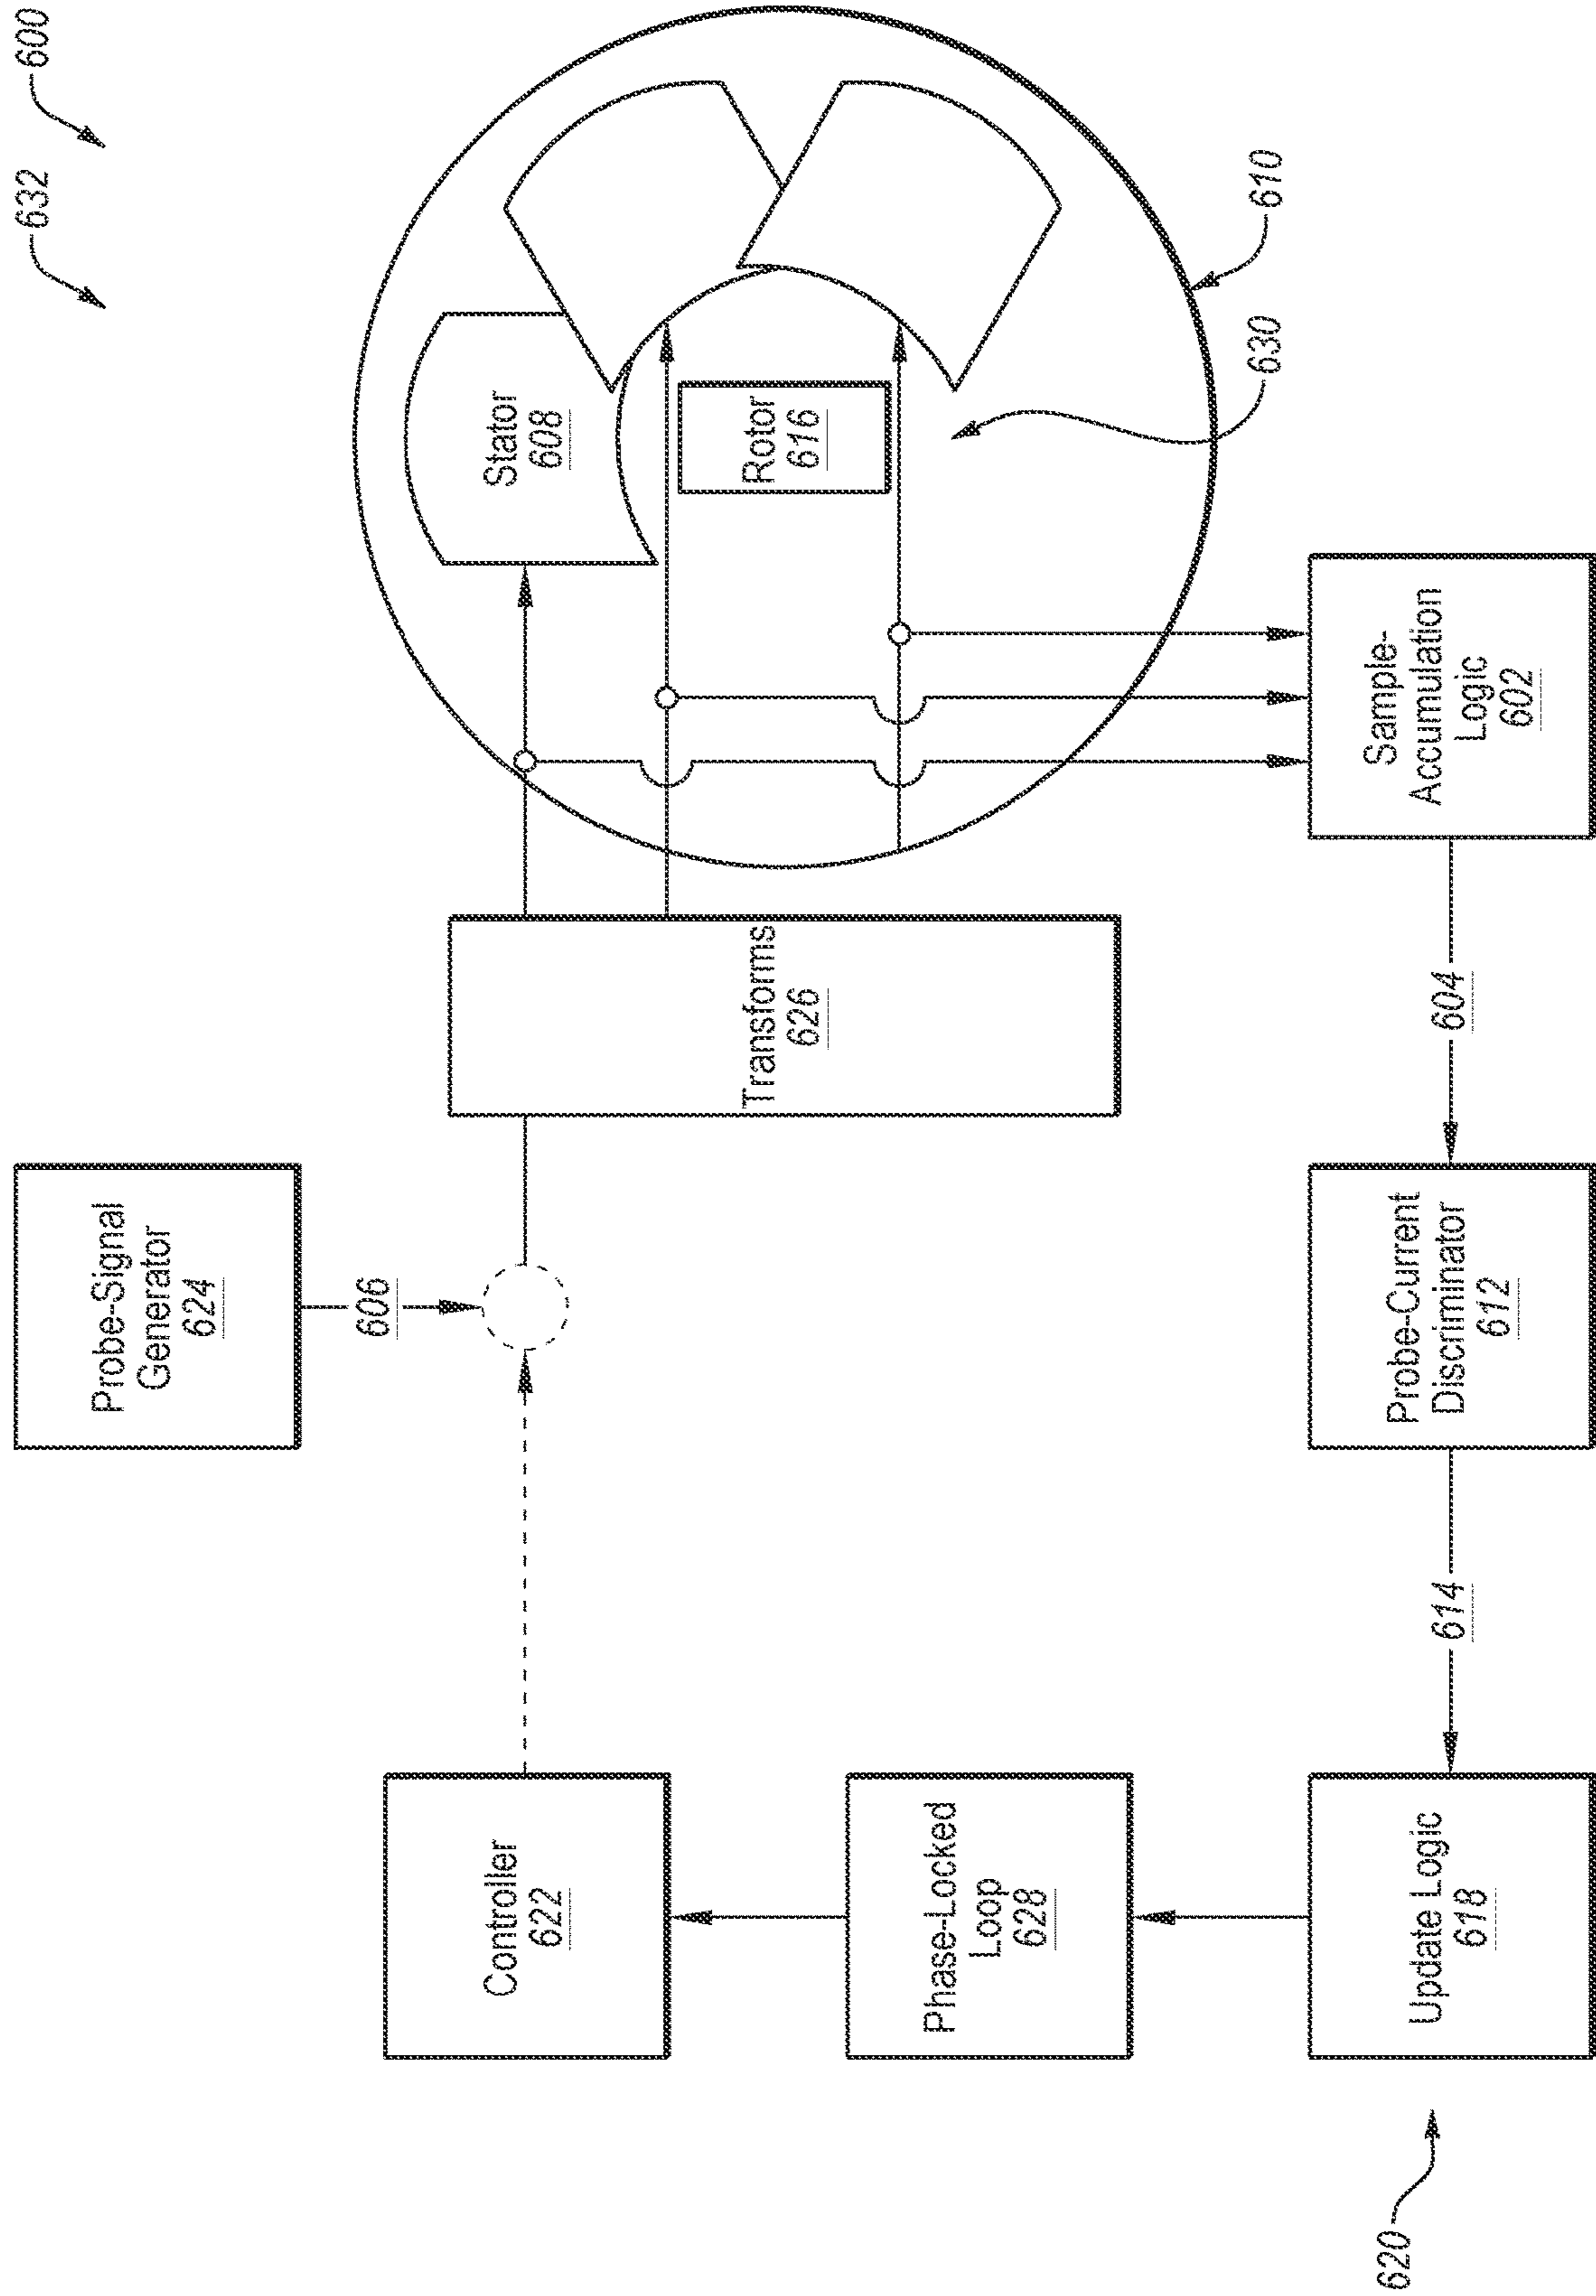 600
632
Probe-Signal
Generator
624
606
Controller
622
Transforms
626
Stator
608
Rotor
616
610
630
Phase-Locked
Loop
628
Update Logic
618
614
Probe-Current
Discriminator
612
604
Sample-
Accumulation
Logic
602
620